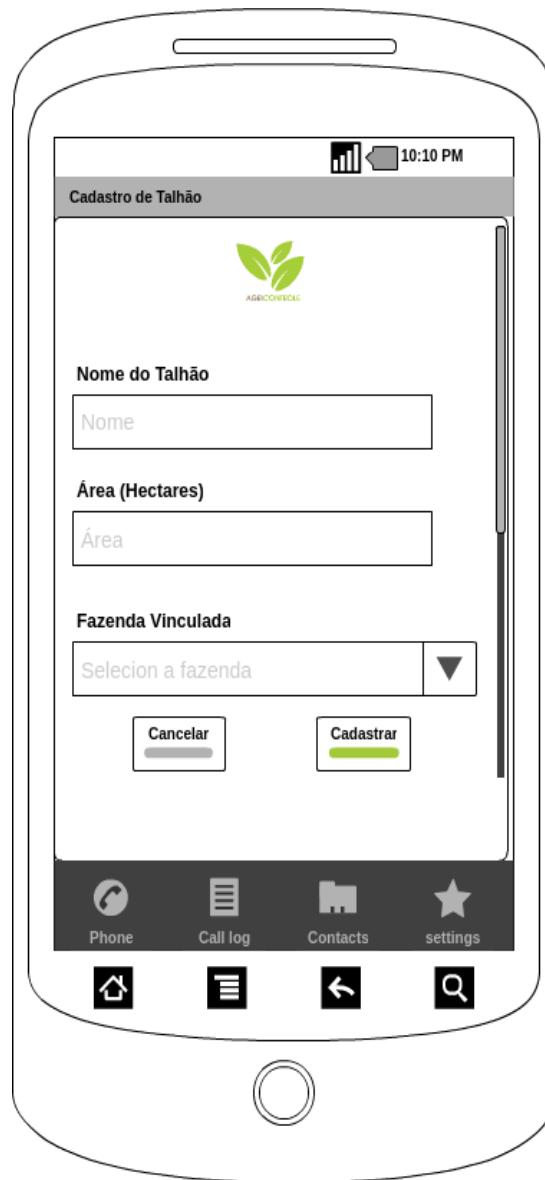 10:10 PM
Cadastro de Talhão
AGRICONTROLE
Nome do Talhão
Nome
Área (Hectares)
Área
Fazenda Vinculada
Selecion a fazenda
Cancelar Cadastrar
Phone Call log Contacts settings